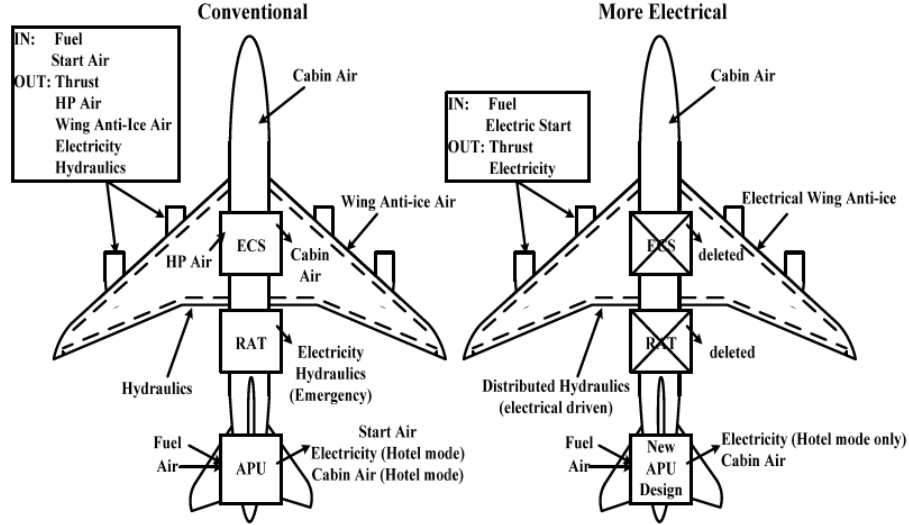 Conventional
IN: Fuel
Start Air
OUT: Thrust
HP Air
Wing Anti-Ice Air
Electricity
Hydraulics
Cabin Air
Wing Anti-ice Air
HP Air
ECS
Cabin
Air
RAT
Hydraulics
Electricity
Hydraulics
(Emergency)
Fuel
Air
APU
Start Air
Electricity (Hotel mode)
Cabin Air (Hotel mode)
More Electrical
IN: Fuel
Electric Start
OUT: Thrust
Electricity
Cabin Air
Electrical Wing Anti-ice
ECS
deleted
RAT
deleted
Distributed Hydraulics
(electrical driven)
Fuel
Air
New
APU
Design
Electricity (Hotel mode only)
Cabin Air